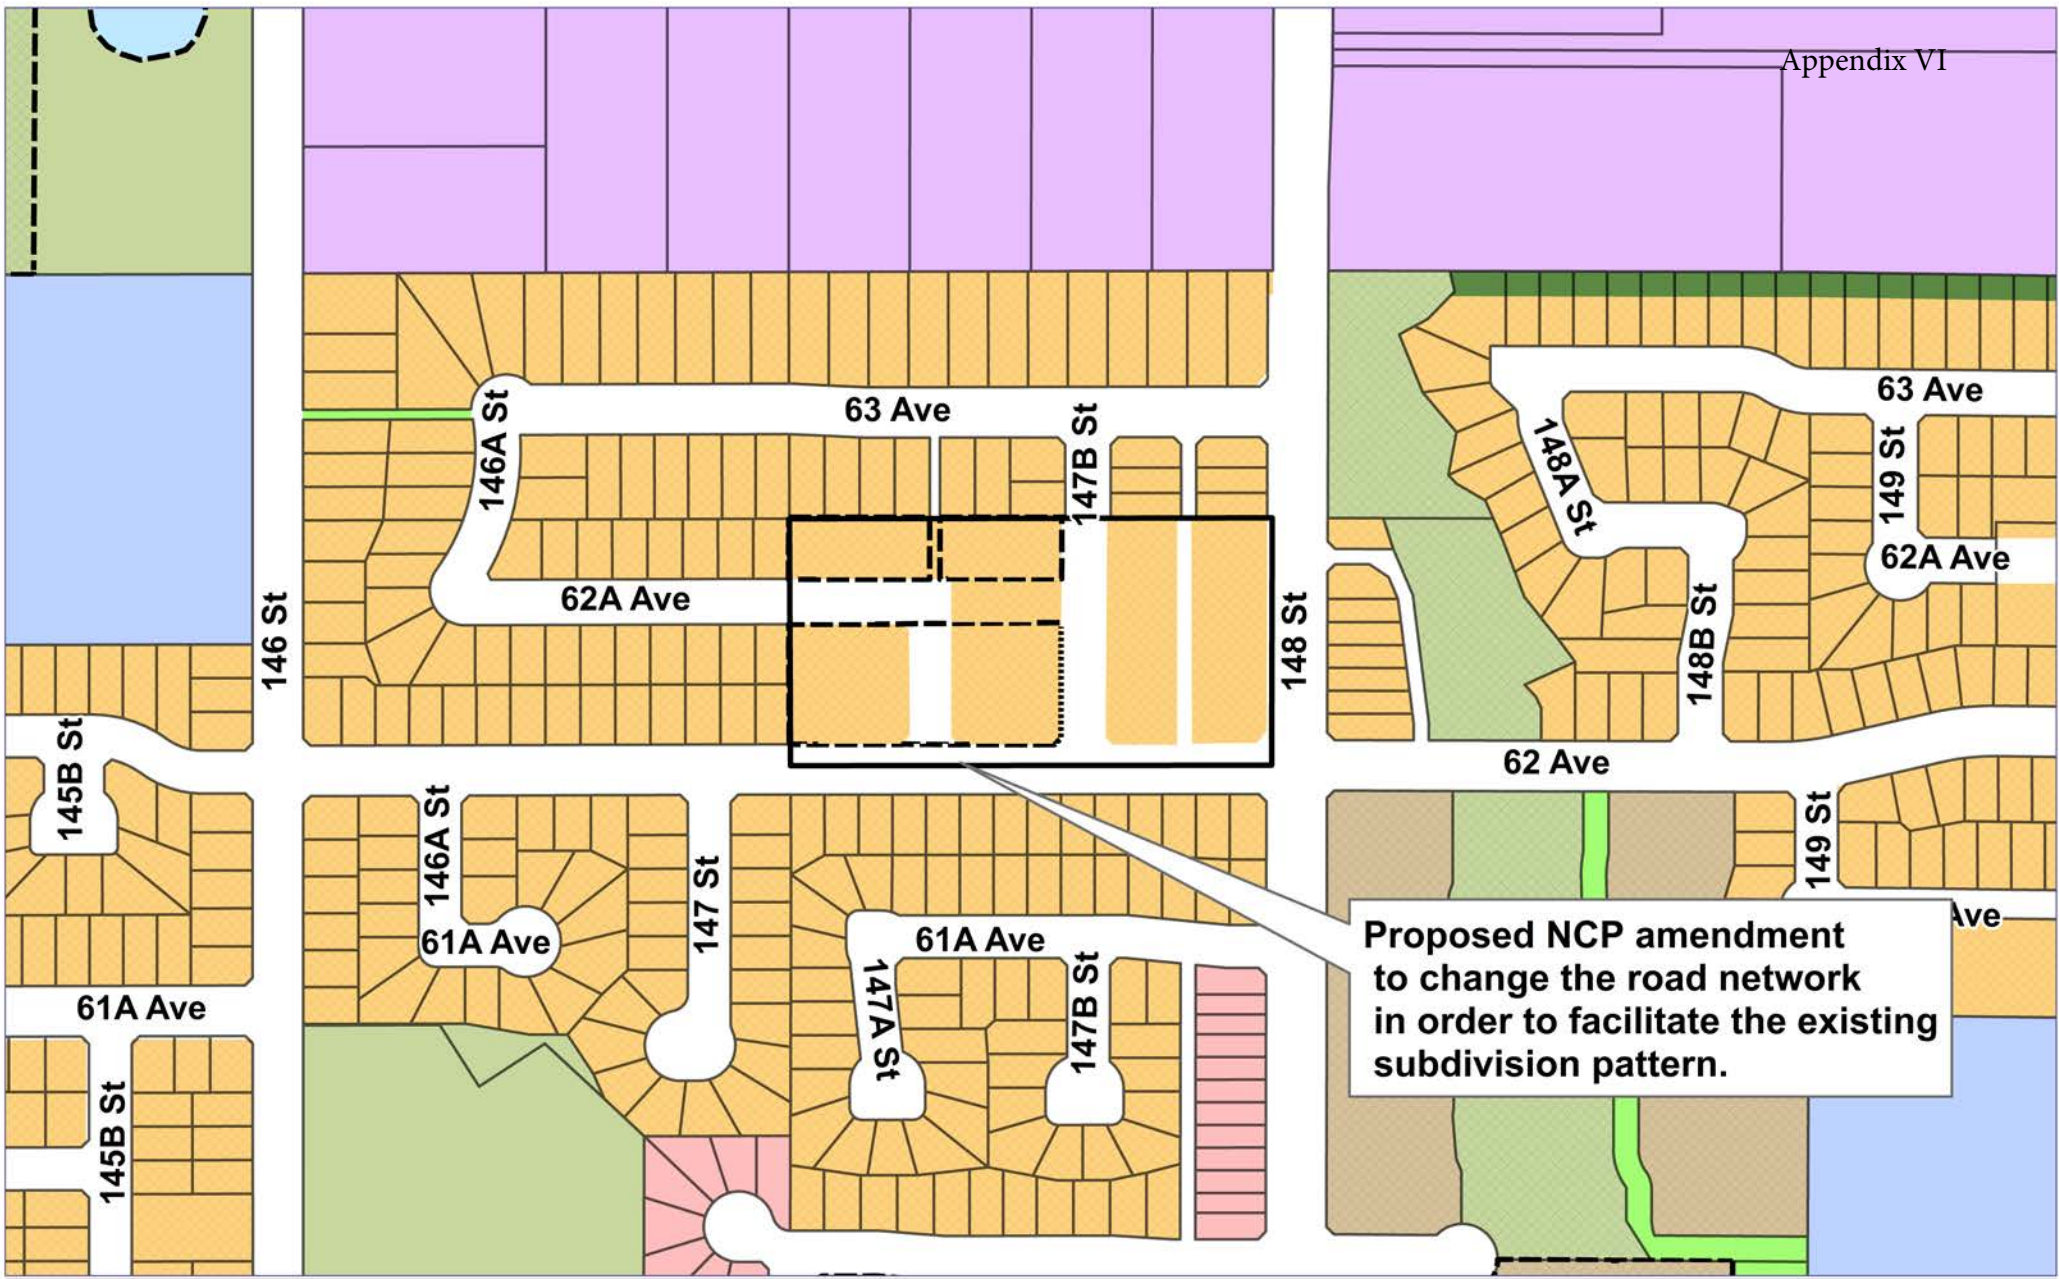 Appendix VI
63 Ave
63 Ave
146A St
147B St
148A St
149 St
62A Ave
62A Ave
146 St
148 St
148B St
145B St
62 Ave
146A St
149 St
147 St
61A Ave
61A Ave
Ave
Proposed NCP amendment
to change the road network
in order to facilitate the existing
subdivision pattern.
147A St
147B St
61A Ave
145B St